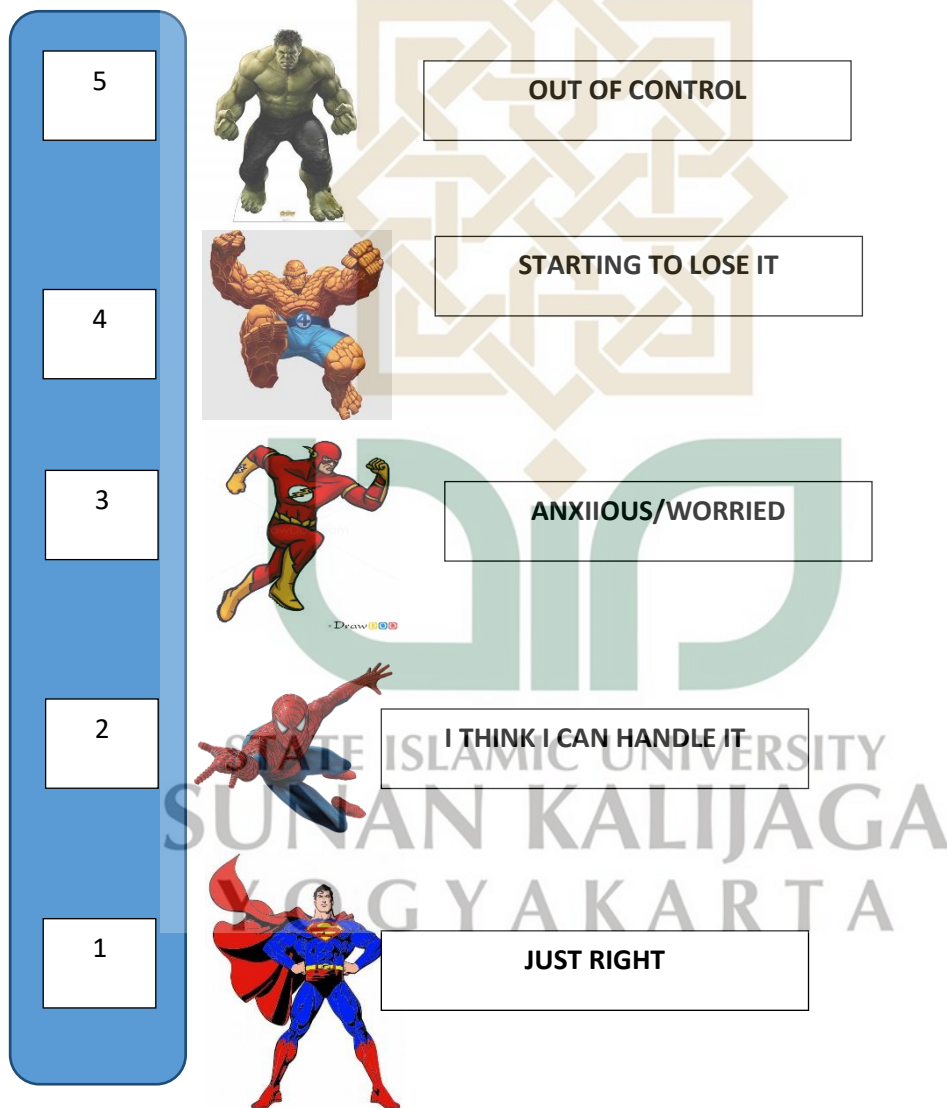 5
OUT OF CONTROL
4
STARTING TO LOSE IT
3
ANXIIOUS/WORRIED
Draw
2
I THINK I CAN HANDLE IT
STATE ISLAMIC UNIVERSITY
SUNAN KALIJAGA
YOGYAKARTA
1
JUST RIGHT